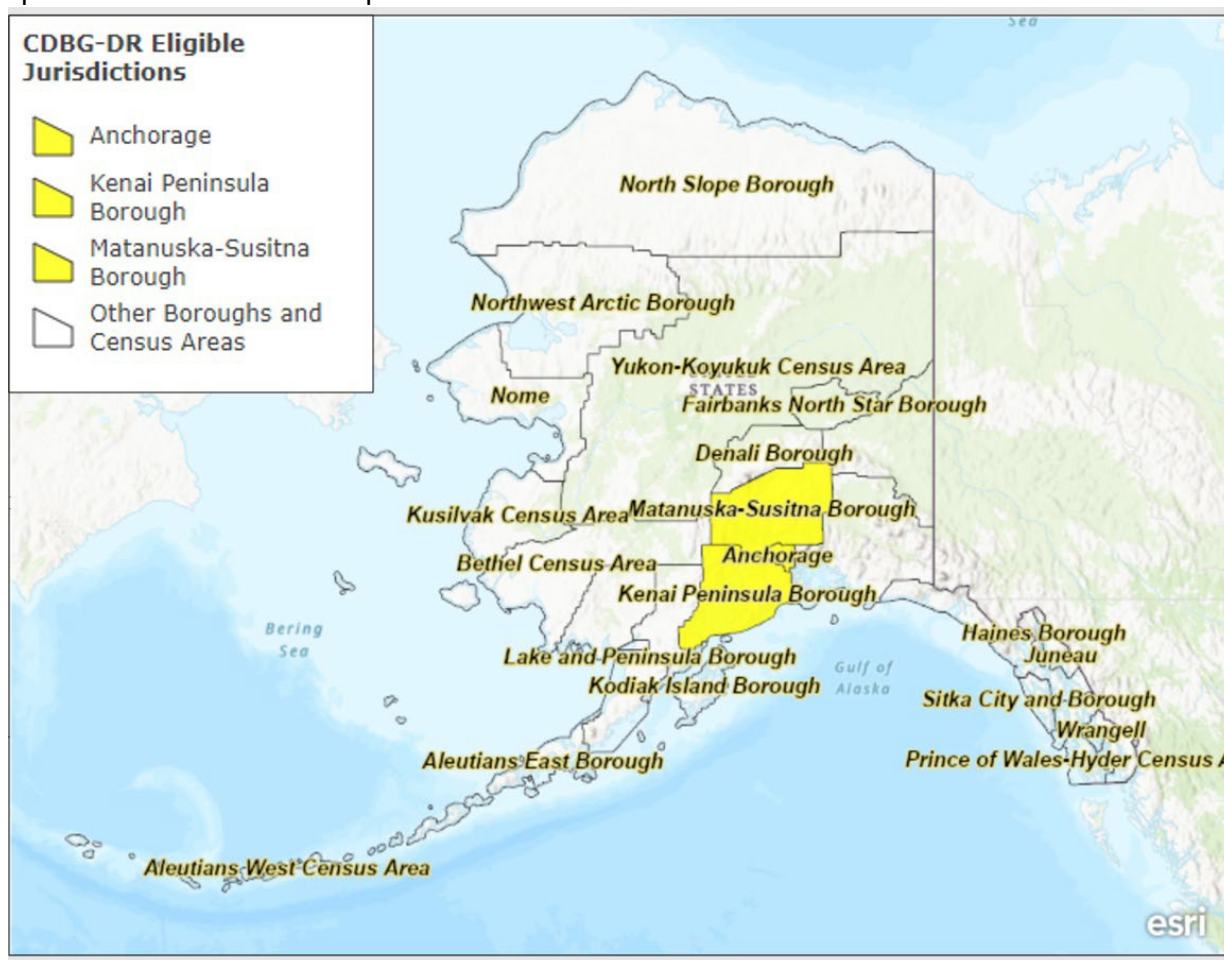 CDBG-DR Eligible
Jurisdictions
Anchorage
Kenai Peninsula
Borough
Matanuska-Susitna
Borough
Other Boroughs and
Census Areas
Sea
North Slope Borough
Northwest Arctic Borough
Yukon-Koyukuk Census Area
STATES
Nome
Fairbanks North Star Borough
Denali Borough
Kusilvak Census Area
Matanuska-Susitna Borough
Anchorage
Bethel Census Area
Kenai Peninsula Borough
Bering
Sea
Haines Borough
Juneau
Lake and Peninsula Borough
Gulf of
Alaska
Kodiak Island Borough
Sitka City and Borough
Wrangell
Aleutians East Borough
Prince of Wales-Hyder Census A
Aleutians West Census Area
esri